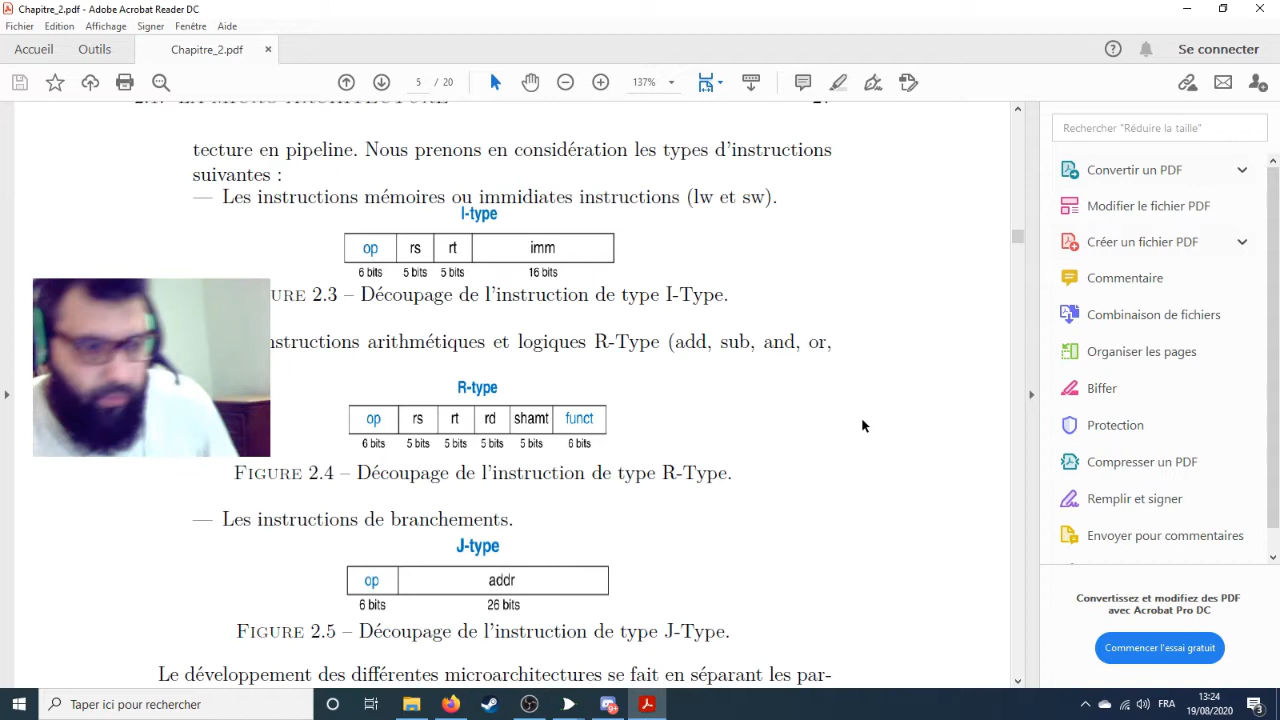 Chapitre_2.pdf - Adobe Acrobat Reader DC
Fichier Edition Affichage Signer Fenêtre Aide
Accueil Outils Chapitre_2.pdf × Se connecter
5 / 20 137%
tecture en pipeline. Nous prenons en considération les types d'instructions
suivantes :
— Les instructions mémoires ou immidiates instructions (lw et sw).
I-type
op rs rt imm
6 bits 5 bits 5 bits 16 bits
URE 2.3 – Découpage de l'instruction de type I-Type.
nstructions arithmétiques et logiques R-Type (add, sub, and, or,
R-type
op rs rt rd shamt funct
6 bits 5 bits 5 bits 5 bits 5 bits 6 bits
FIGURE 2.4 – Découpage de l'instruction de type R-Type.
— Les instructions de branchements.
J-type
op addr
6 bits 26 bits
FIGURE 2.5 – Découpage de l'instruction de type J-Type.
Le développement des différentes microarchitectures se fait en séparant les par-
Rechercher "Réduire la taille"
Convertir un PDF
Modifier le fichier PDF
Créer un fichier PDF
Commentaire
Combinaison de fichiers
Organiser les pages
Biffer
Protection
Compresser un PDF
Remplir et signer
Envoyer pour commentaires
Convertissez et modifiez des PDF
avec Acrobat Pro DC
Commencer l'essai gratuit
Taper ici pour rechercher
FRA
13:24
19/08/2020